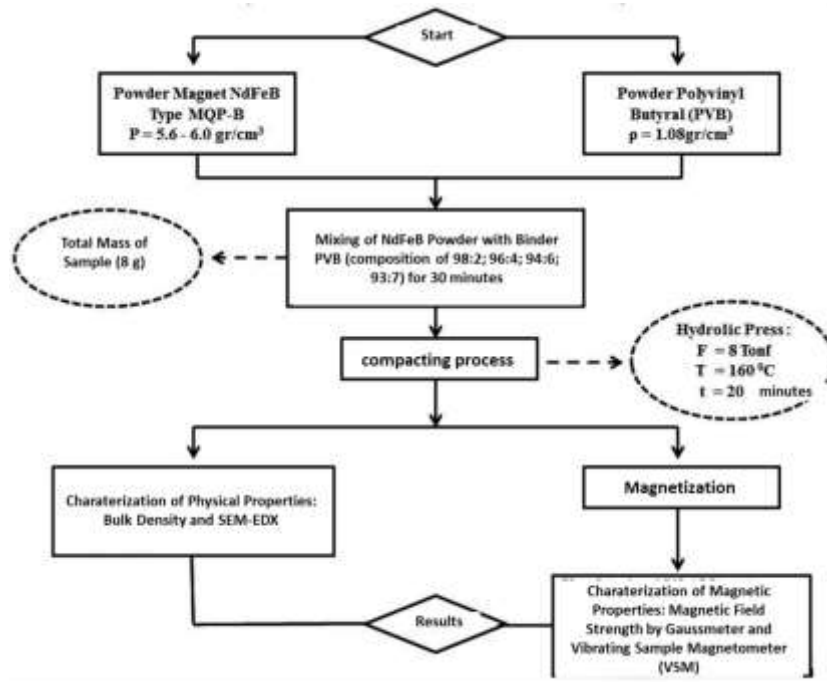 Start
Powder Magnet NdFeB
Type MQP-B
P = 5.6 - 6.0 gr/cm³
Powder Polyvinyl
Butyral (PVB)
ρ = 1.08gr/cm³
Total Mass of
Sample (8 g)
Mixing of NdFeB Powder with Binder
PVB (composition of 98:2; 96:4; 94:6;
93:7) for 30 minutes
compacting process
Hydrolic Press :
F = 8 Tonf
T = 160 ⁰C
t = 20 minutes
Charaterization of Physical Properties:
Bulk Density and SEM-EDX
Magnetization
Charaterization of Magnetic
Properties: Magnetic Field
Strength by Gaussmeter and
Vibrating Sample Magnetometer
(VSM)
Results